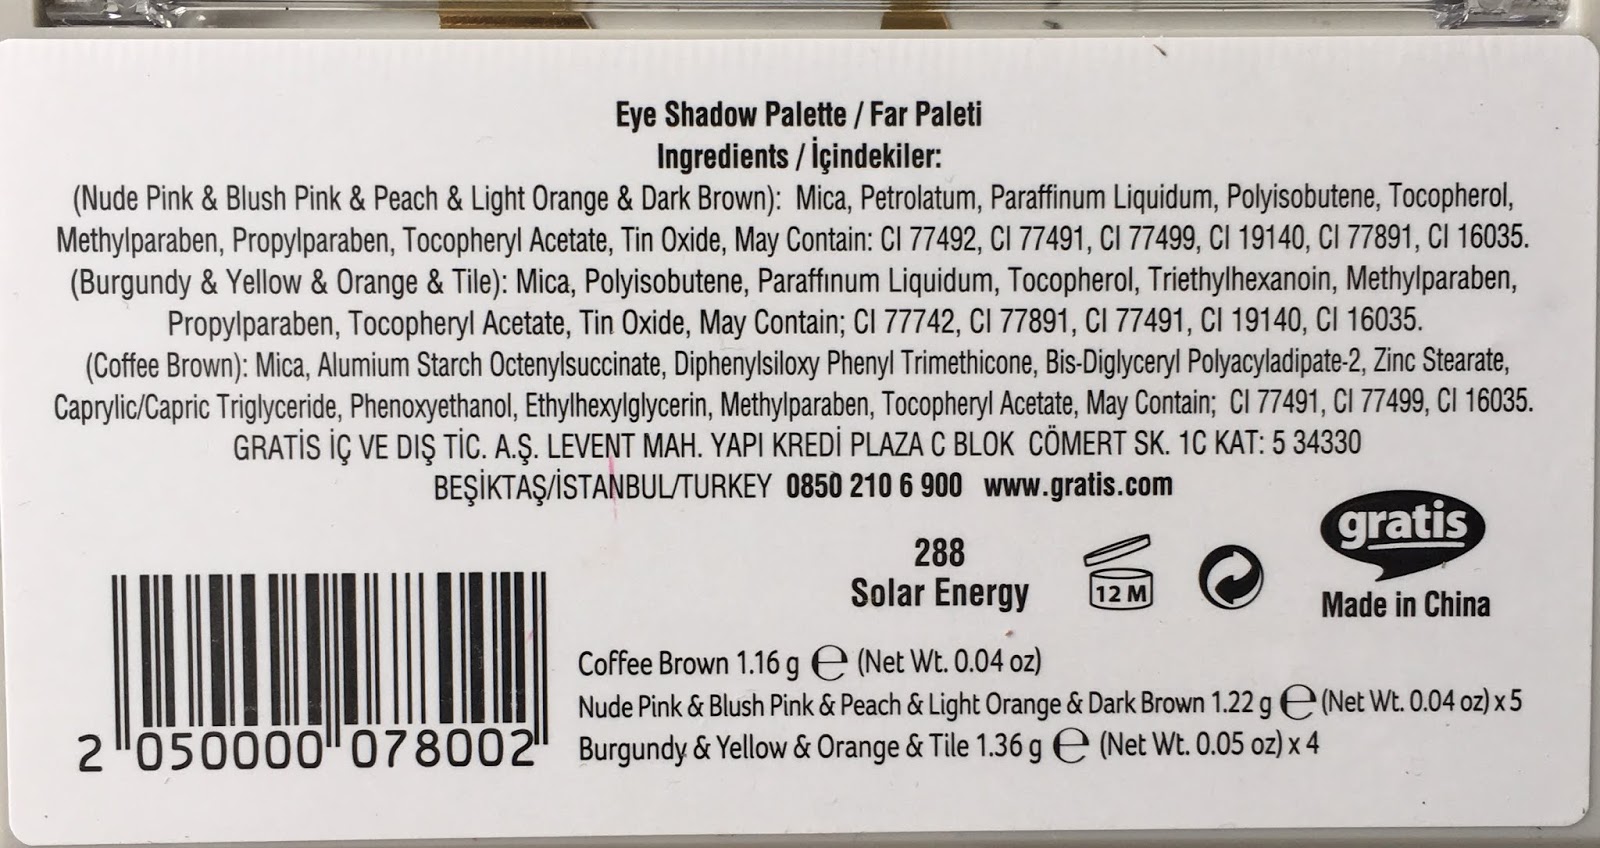 Eye Shadow Palette / Far Paleti
Ingredients / İçindekiler:
(Nude Pink & Blush Pink & Peach & Light Orange & Dark Brown): Mica, Petrolatum, Paraffinum Liquidum, Polyisobutene, Tocopherol,
Methylparaben, Propylparaben, Tocopheryl Acetate, Tin Oxide, May Contain: CI 77492, CI 77491, CI 77499, CI 19140, CI 77891, CI 16035.
(Burgundy & Yellow & Orange & Tile): Mica, Polyisobutene, Paraffinum Liquidum, Tocopherol, Triethylhexanoin, Methylparaben,
Propylparaben, Tocopheryl Acetate, Tin Oxide, May Contain; CI 77742, CI 77891, CI 77491, CI 19140, CI 16035.
(Coffee Brown): Mica, Alumium Starch Octenylsuccinate, Diphenylsiloxy Phenyl Trimethicone, Bis-Diglyceryl Polyacyladipate-2, Zinc Stearate,
Caprylic/Capric Triglyceride, Phenoxyethanol, Ethylhexylglycerin, Methylparaben, Tocopheryl Acetate, May Contain; CI 77491, CI 77499, CI 16035.
GRATİS İÇ VE DIŞ TİC. A.Ş. LEVENT MAH. YAPI KREDİ PLAZA C BLOK CÖMERT SK. 1C KAT: 5 34330
BEŞİKTAŞ/İSTANBUL/TURKEY 0850 210 6 900 www.gratis.com
gratis
288
Solar Energy
12 M
Made in China
Coffee Brown 1.16 g ℮ (Net Wt. 0.04 oz)
Nude Pink & Blush Pink & Peach & Light Orange & Dark Brown 1.22 g ℮ (Net Wt. 0.04 oz) x 5
Burgundy & Yellow & Orange & Tile 1.36 g ℮ (Net Wt. 0.05 oz) x 4
2 050000 078002